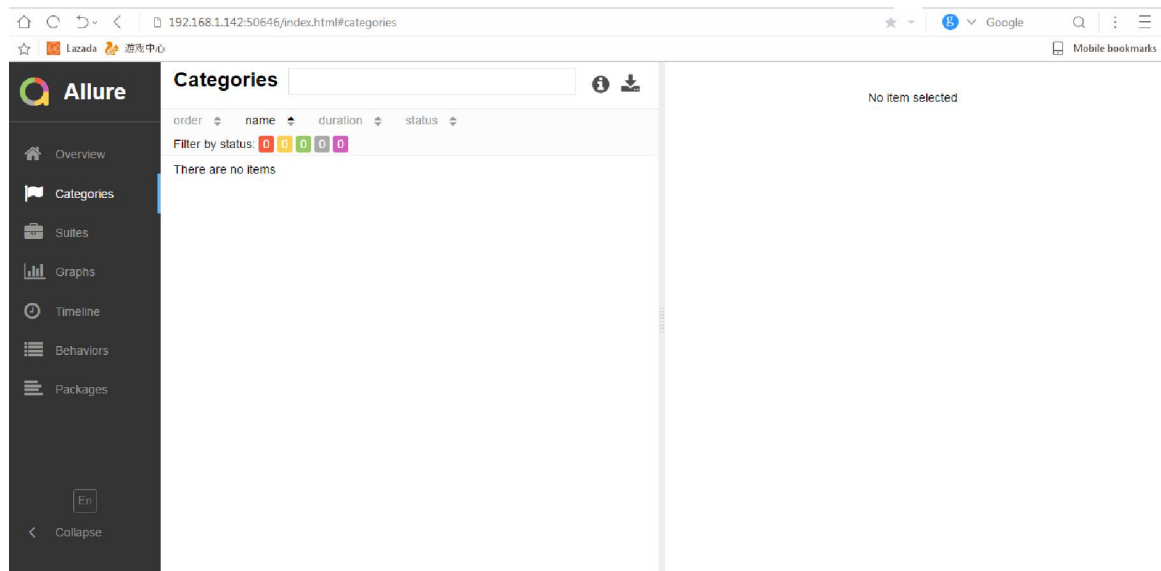 192.168.1.142:50646/index.html#categories
Google
Lazada 游戏中心
Mobile bookmarks
Allure
Overview
Categories
Suites
Graphs
Timeline
Behaviors
Packages
En
Collapse
Categories
order name duration status
Filter by status: 0 0 0 0 0
There are no items
No item selected